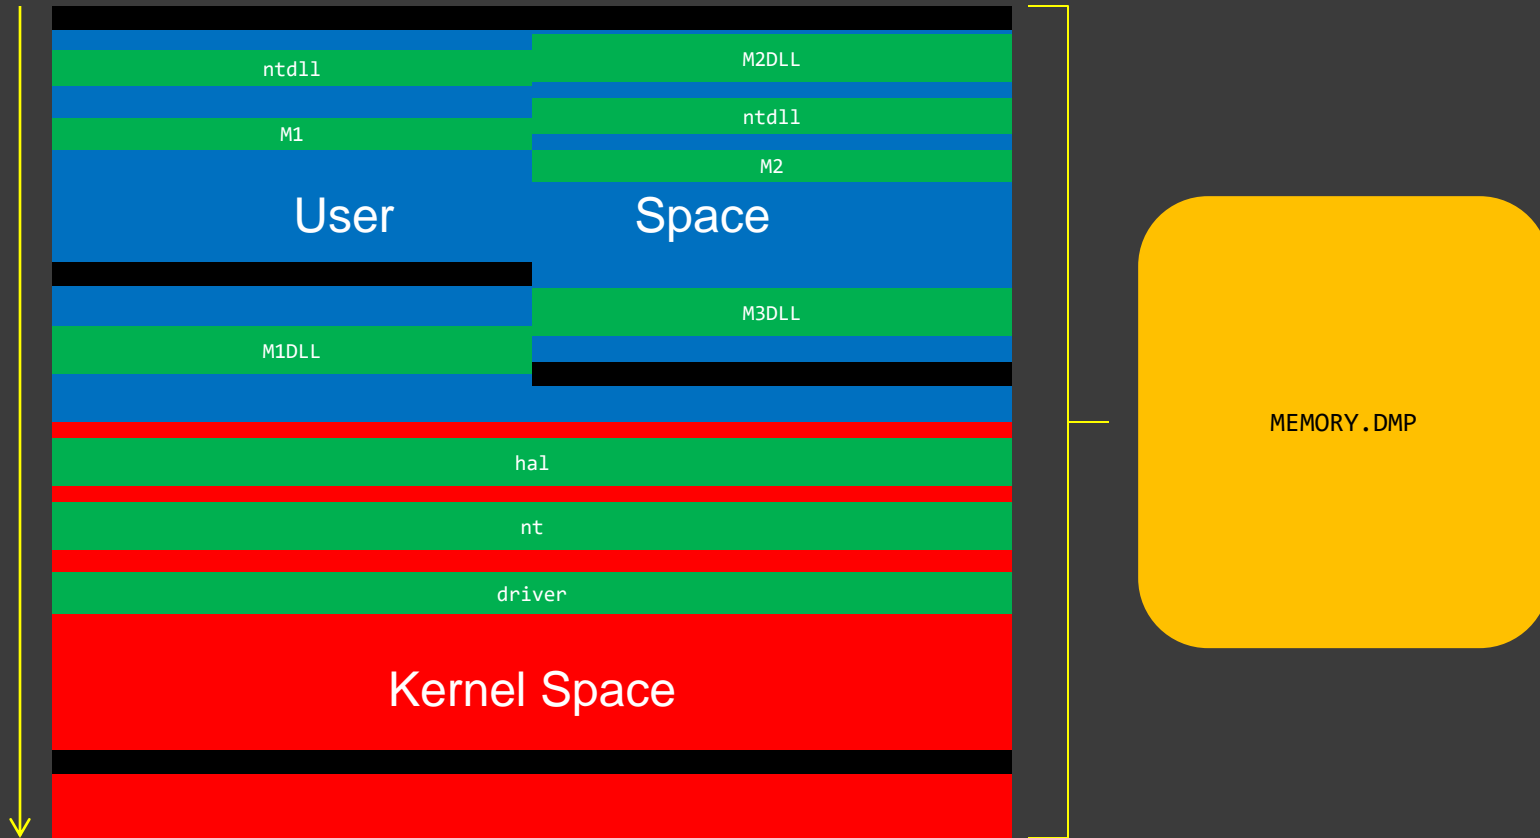 M2DLL
ntdll
ntdll
M1
M2
User Space
M3DLL
M1DLL
hal
nt
driver
Kernel Space
MEMORY.DMP